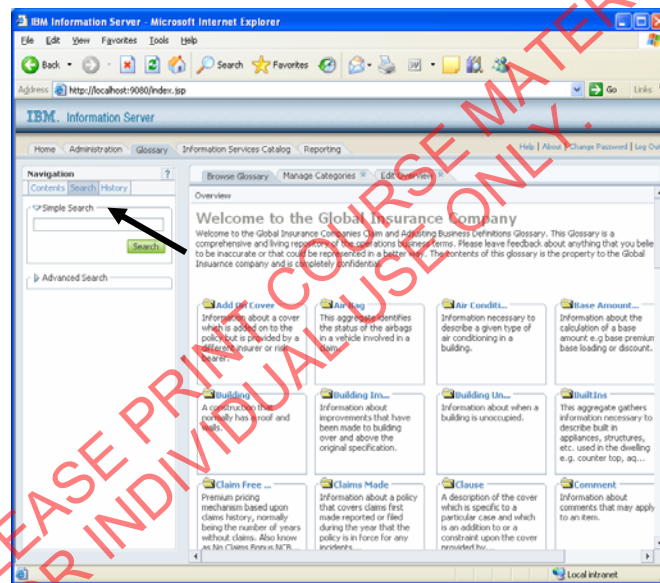 IBM Information Server - Microsoft Internet Explorer
File Edit View Favorites Tools Help
Back Search Favorites
Address http://localhost:9080/index.jsp Go Links
IBM. Information Server
Home Administration Glossary Information Services Catalog Reporting Help | About | Change Password | Log Out
Navigation ?
Contents Search History
Simple Search
Search
Advanced Search
Browse Glossary Manage Categories Edit Overview
Overview
Welcome to the Global Insurance Company
Welcome to the Global Insurance Companies Claim and Adjusting Business Definitions Glossary. This Glossary is a
comprehensive and living repository of the operations business terms. Please leave feedback about anything that you belie
to be inaccurate or that could be represented in a better way. The contents of this glossary is the property to the Global
Insuarnce company and is completely confidential.
Add On Cover
Information about a cover
which is added on to the
policy but is provided by a
different insurer or risk
bearer.
Air Bag
This aggregate identifies
the status of the airbags
in a vehicle involved in a
claim.
Air Conditi...
Information necessary to
describe a given type of
air conditioning in a
building.
Base Amount...
Information about the
calculation of a base
amount e.g base premium
base loading or discount.
Building
A construction that
normally has a roof and
walls.
Building Im...
Information about
improvements that have
been made to building
over and above the
original specification.
Building Un...
Information about when a
building is unoccupied.
BuiltIns
This aggregate gathers
information necessary to
describe built in
appliances, structures,
etc. used in the dwelling
e.g. counter top, aq...
Claim Free ...
Premium pricing
mechanism based upon
claims history, normally
being the number of years
without claims. Also know
as No Claims Bonus NCB
Claims Made
Information about a policy
that covers claims first
made reported or filed
during the year that the
policy is in force for any
incidents
Clause
A description of the cover
which is specific to a
particular case and which
is an addition to or a
constraint upon the cover
provided by
Comment
Information about
comments that may apply
to an item.
Local intranet
EASE PRINT COURSE MATER
OR INDIVIDUAL USE ONLY.